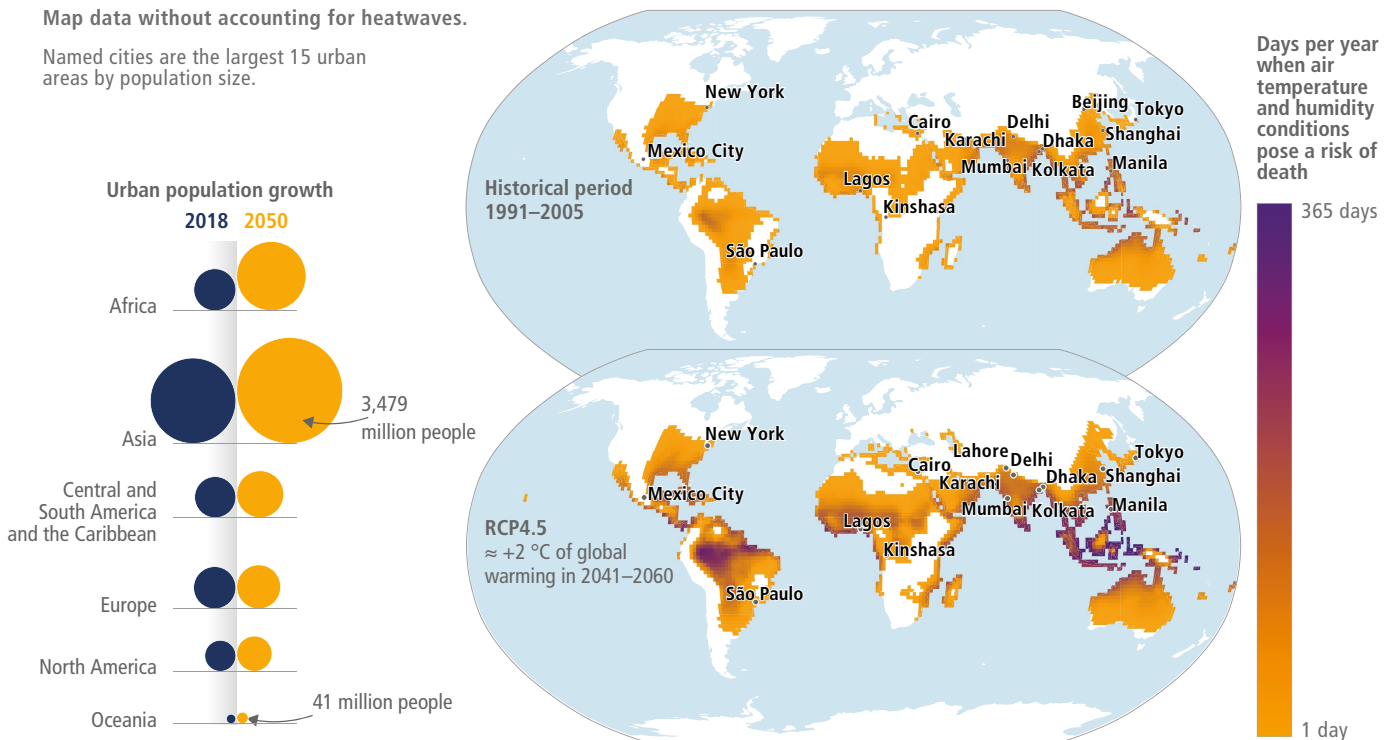 Map data without accounting for heatwaves.
Named cities are the largest 15 urban
areas by population size.
Urban population growth
2018 2050
Africa
Asia
3,479
million people
Central and
South America
and the Caribbean
Europe
North America
Oceania
41 million people
Historical period
1991–2005
New York
Mexico City
São Paulo
Lagos
Cairo
Kinshasa
Karachi
Delhi
Mumbai
Dhaka
Kolkata
Beijing
Tokyo
Shanghai
Manila
RCP4.5
≈ +2 °C of global
warming in 2041–2060
New York
Mexico City
São Paulo
Lagos
Cairo
Kinshasa
Lahore
Karachi
Delhi
Mumbai
Dhaka
Kolkata
Tokyo
Shanghai
Manila
Days per year
when air
temperature
and humidity
conditions
pose a risk of
death
365 days
1 day